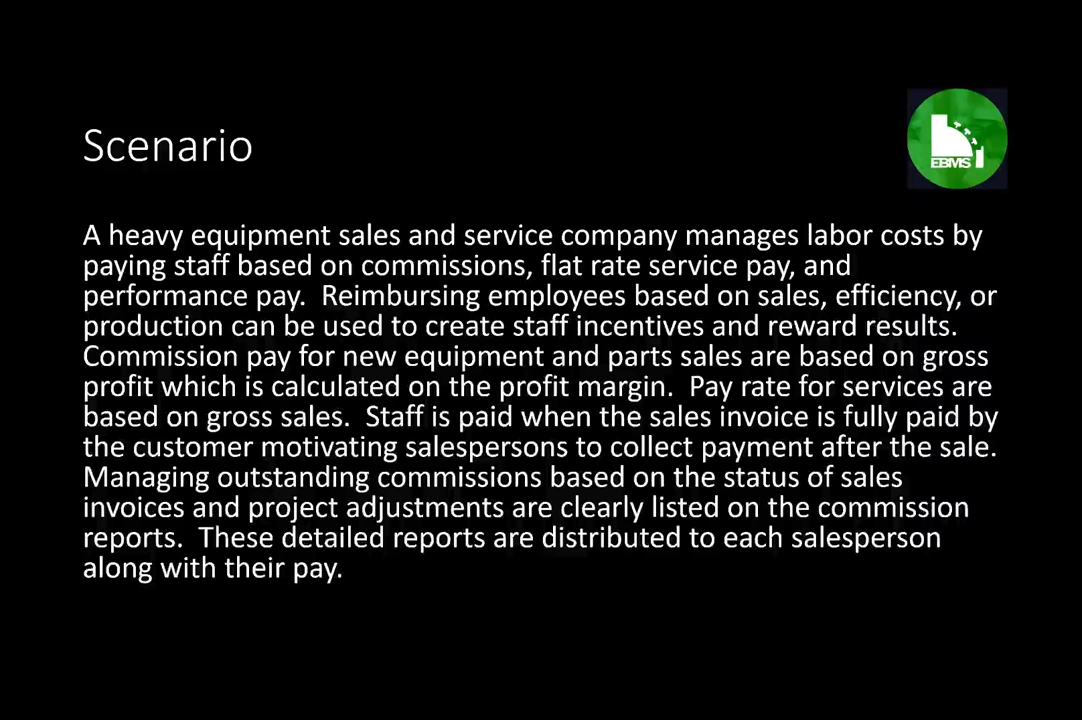 Scenario
EBMS
A heavy equipment sales and service company manages labor costs by
paying staff based on commissions, flat rate service pay, and
performance pay.  Reimbursing employees based on sales, efficiency, or
production can be used to create staff incentives and reward results.
Commission pay for new equipment and parts sales are based on gross
profit which is calculated on the profit margin.  Pay rate for services are
based on gross sales.  Staff is paid when the sales invoice is fully paid by
the customer motivating salespersons to collect payment after the sale.
Managing outstanding commissions based on the status of sales
invoices and project adjustments are clearly listed on the commission
reports.  These detailed reports are distributed to each salesperson
along with their pay.